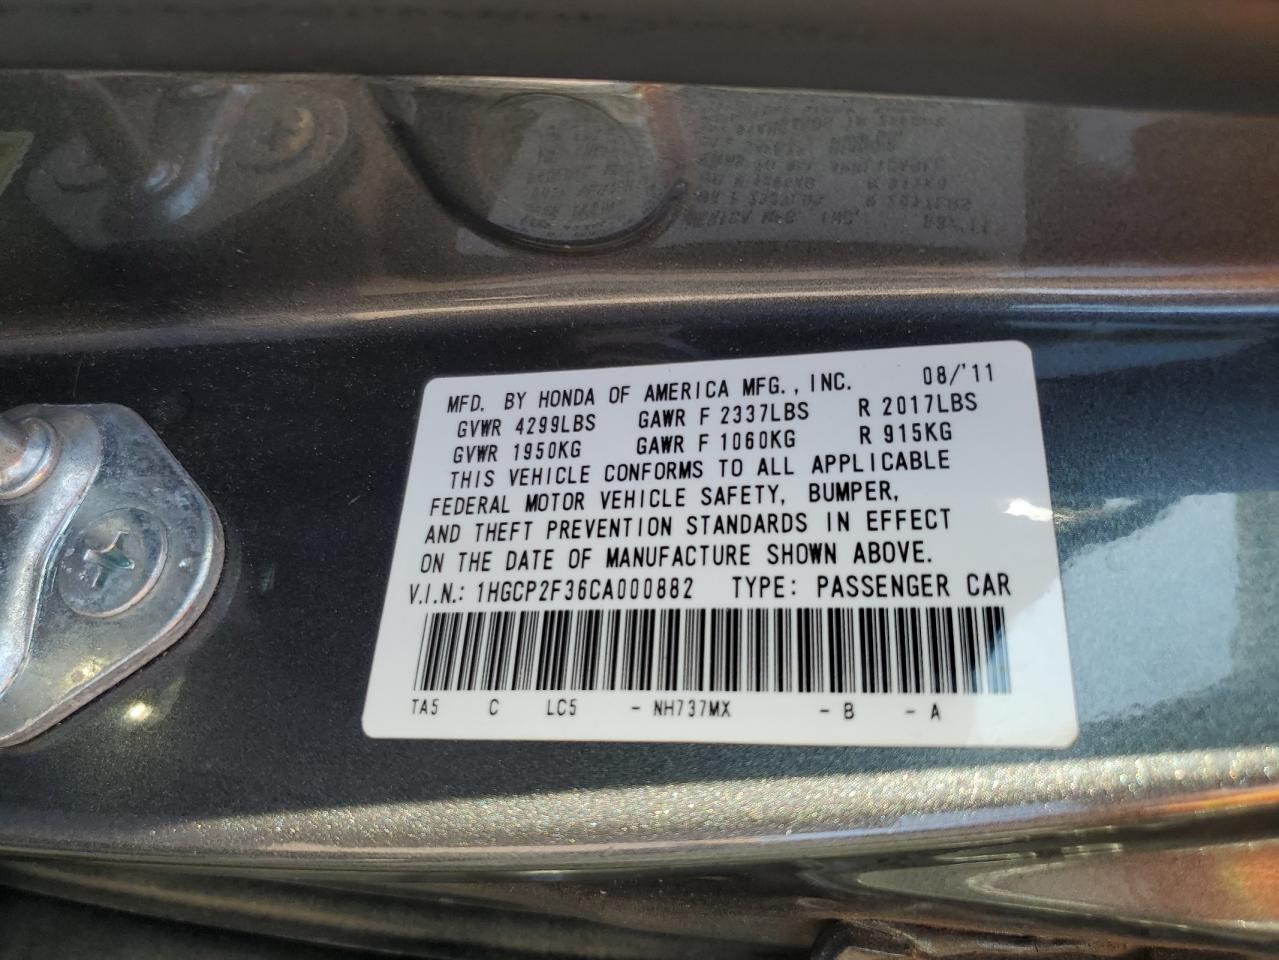 MFD. BY HONDA OF AMERICA MFG., INC. 08/'11
GVWR 4299LBS GAWR F 2337LBS R 2017LBS
GVWR 1950KG GAWR F 1060KG R 915KG
THIS VEHICLE CONFORMS TO ALL APPLICABLE
FEDERAL MOTOR VEHICLE SAFETY, BUMPER,
AND THEFT PREVENTION STANDARDS IN EFFECT
ON THE DATE OF MANUFACTURE SHOWN ABOVE.
V.I.N.: 1HGCP2F36CA000882 TYPE: PASSENGER CAR
TA5 C LC5 - NH737MX - B - A